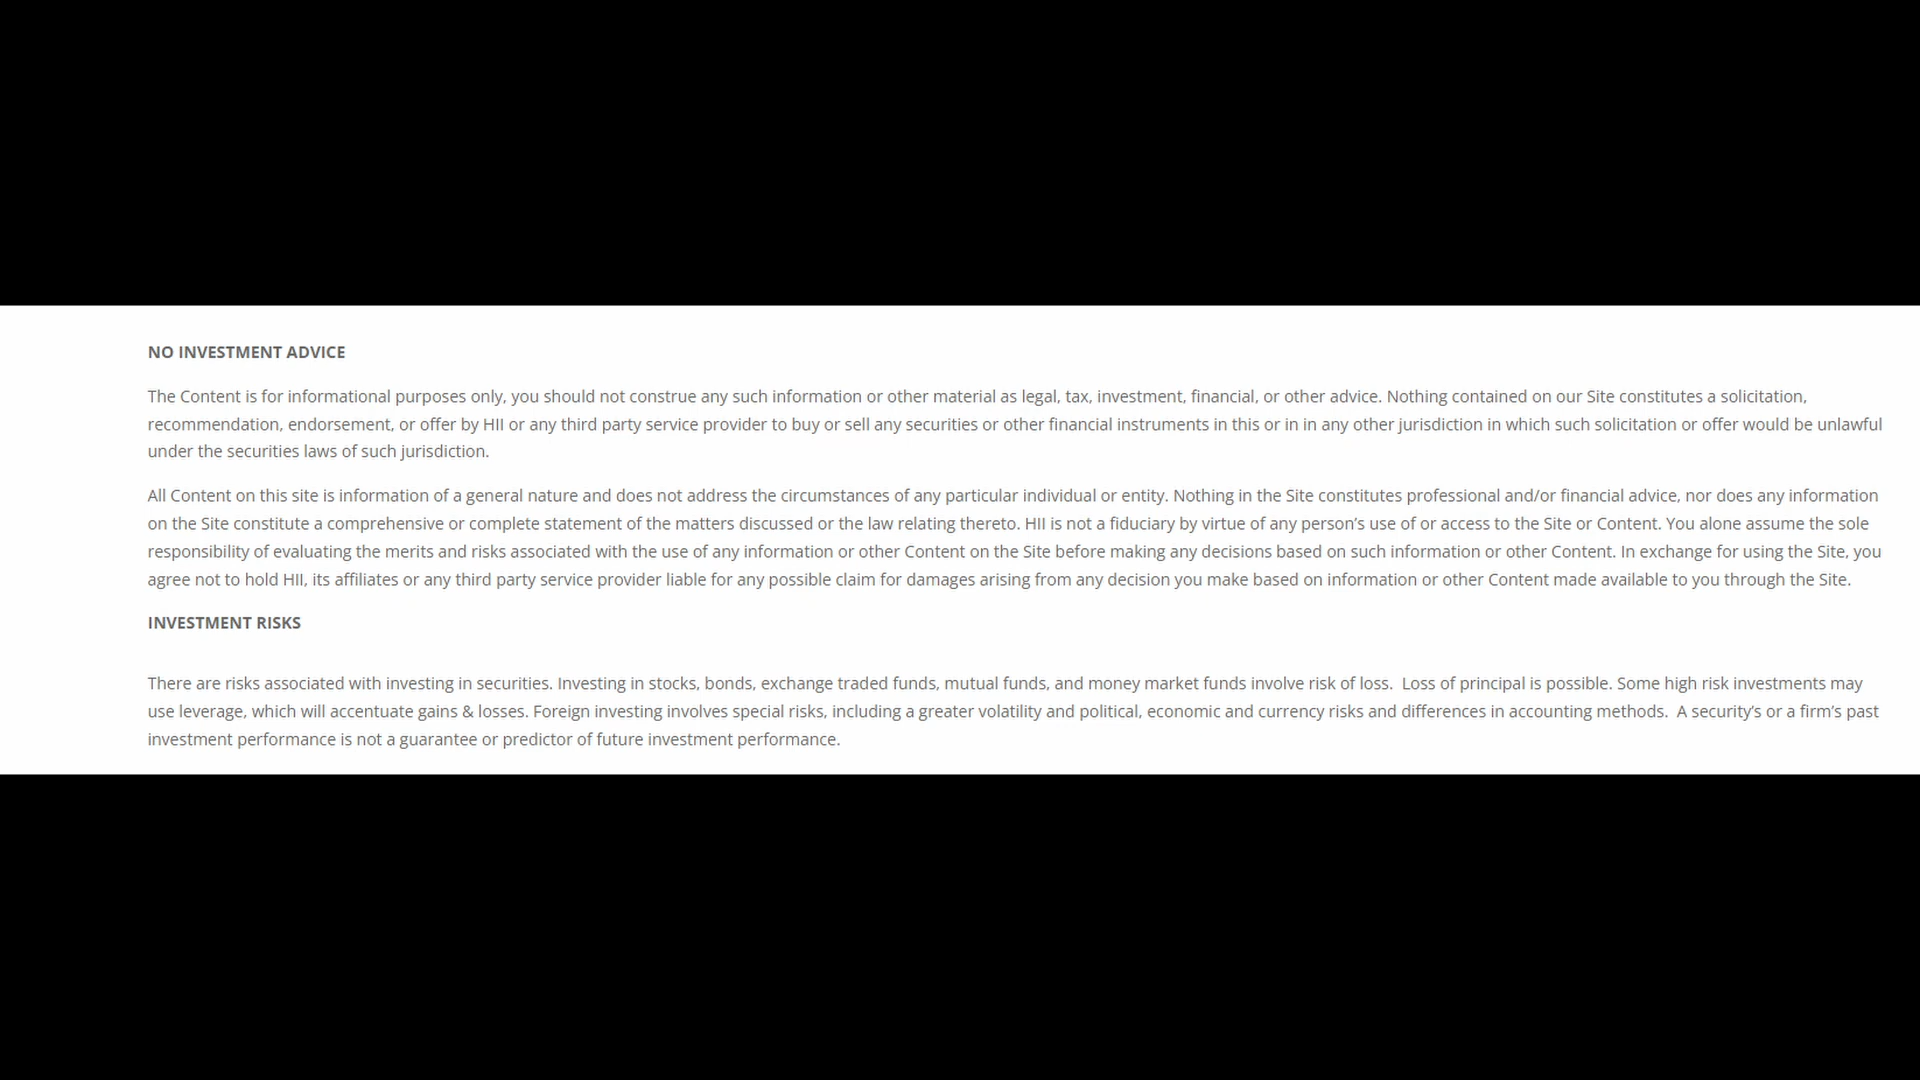 NO INVESTMENT ADVICE
The Content is for informational purposes only, you should not construe any such information or other material as legal, tax, investment, financial, or other advice. Nothing contained on our Site constitutes a solicitation,
recommendation, endorsement, or offer by HII or any third party service provider to buy or sell any securities or other financial instruments in this or in in any other jurisdiction in which such solicitation or offer would be unlawful
under the securities laws of such jurisdiction.
All Content on this site is information of a general nature and does not address the circumstances of any particular individual or entity. Nothing in the Site constitutes professional and/or financial advice, nor does any information
on the Site constitute a comprehensive or complete statement of the matters discussed or the law relating thereto. HII is not a fiduciary by virtue of any person’s use of or access to the Site or Content. You alone assume the sole
responsibility of evaluating the merits and risks associated with the use of any information or other Content on the Site before making any decisions based on such information or other Content. In exchange for using the Site, you
agree not to hold HII, its affiliates or any third party service provider liable for any possible claim for damages arising from any decision you make based on information or other Content made available to you through the Site.
INVESTMENT RISKS
There are risks associated with investing in securities. Investing in stocks, bonds, exchange traded funds, mutual funds, and money market funds involve risk of loss.  Loss of principal is possible. Some high risk investments may
use leverage, which will accentuate gains & losses. Foreign investing involves special risks, including a greater volatility and political, economic and currency risks and differences in accounting methods.  A security’s or a firm’s past
investment performance is not a guarantee or predictor of future investment performance.